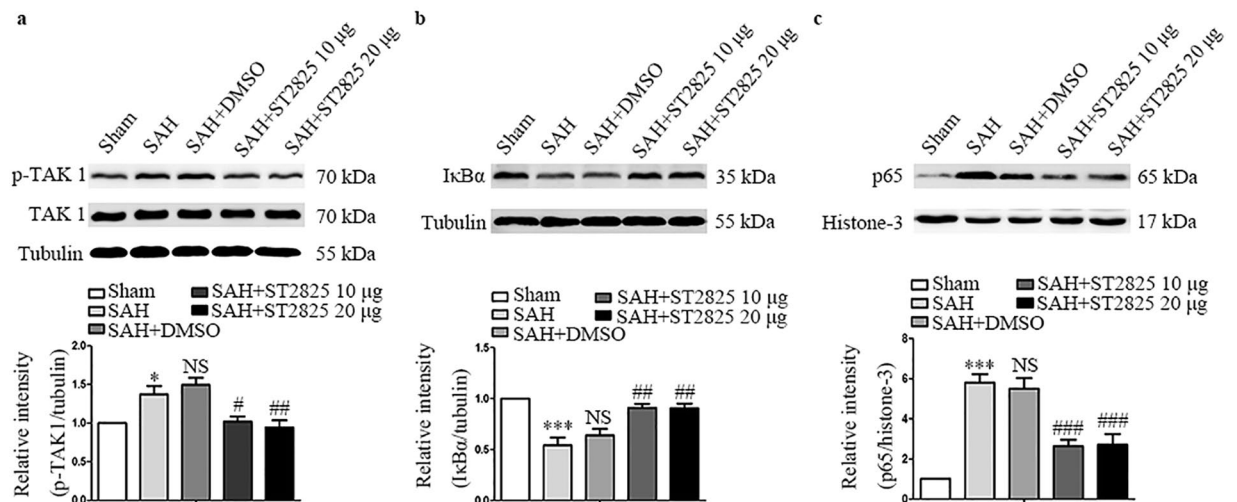 a
Sham
SAH
SAH+DMSO
SAH+ST2825 10 µg
SAH+ST2825 20 µg
p-TAK 1
70 kDa
TAK 1
70 kDa
Tubulin
55 kDa
Sham
SAH
SAH+DMSO
SAH+ST2825 10 µg
SAH+ST2825 20 µg
Relative intensity
(p-TAK1/tubulin)
2.0
1.5
1.0
0.5
0.0
*
NS
#
##
b
Sham
SAH
SAH+DMSO
SAH+ST2825 10 µg
SAH+ST2825 20 µg
IκBα
35 kDa
Tubulin
55 kDa
Sham
SAH
SAH+DMSO
SAH+ST2825 10 µg
SAH+ST2825 20 µg
Relative intensity
(IκBα/tubulin)
1.5
1.0
0.5
0.0
***
NS
##
##
c
Sham
SAH
SAH+DMSO
SAH+ST2825 10 µg
SAH+ST2825 20 µg
p65
65 kDa
Histone-3
17 kDa
Sham
SAH
SAH+DMSO
SAH+ST2825 10 µg
SAH+ST2825 20 µg
Relative intensity
(p65/histone-3)
8
6
4
2
0
***
NS
###
###